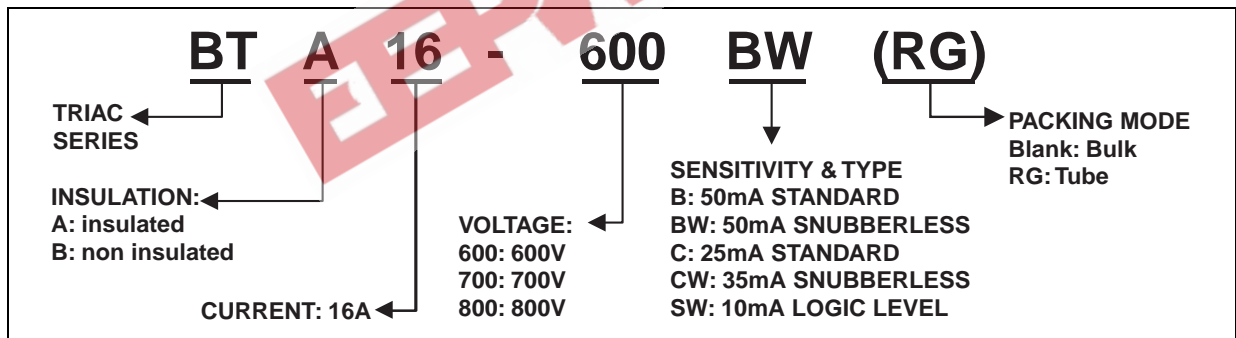 BT A 16 - 600 BW (RG)
TRIAC
SERIES
INSULATION:
A: insulated
B: non insulated
CURRENT: 16A
VOLTAGE:
600: 600V
700: 700V
800: 800V
SENSITIVITY & TYPE
B: 50mA STANDARD
BW: 50mA SNUBBERLESS
C: 25mA STANDARD
CW: 35mA SNUBBERLESS
SW: 10mA LOGIC LEVEL
PACKING MODE
Blank: Bulk
RG: Tube